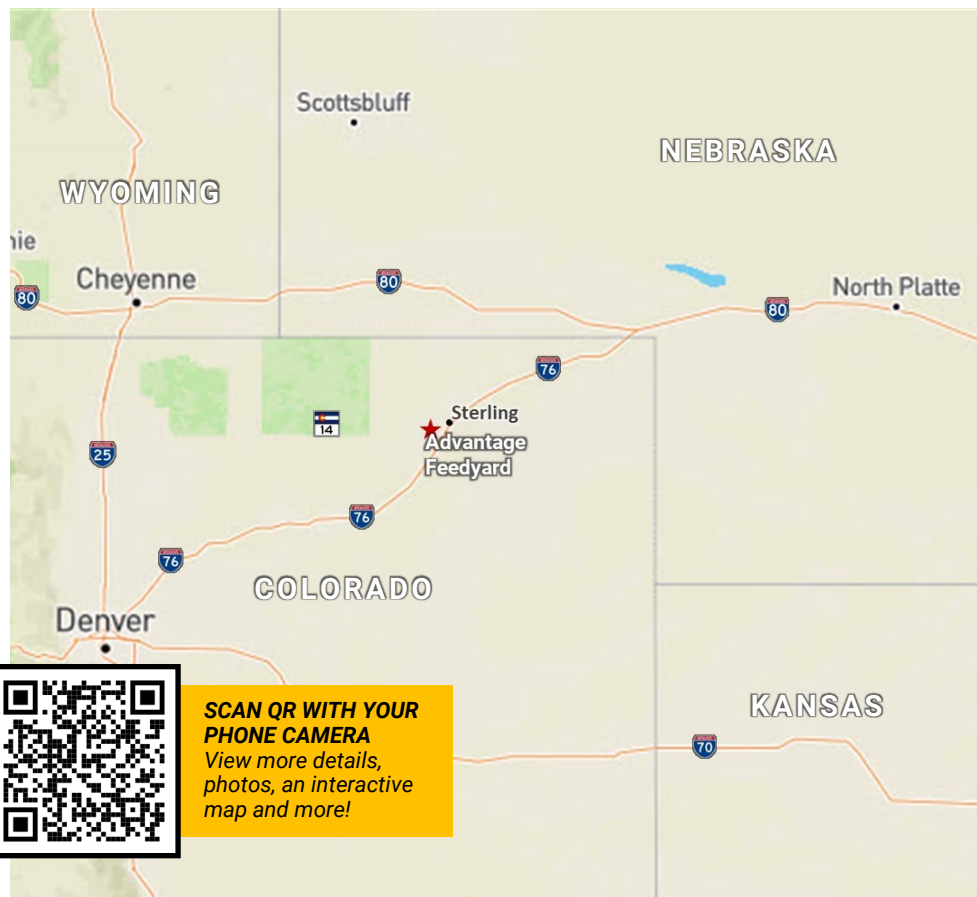 Scottsbluff
NEBRASKA
WYOMING
nie
Cheyenne
80
80
North Platte
80
76
14
Sterling
Advantage
Feedyard
25
76
76
COLORADO
Denver
SCAN QR WITH YOUR
PHONE CAMERA
View more details,
photos, an interactive
map and more!
KANSAS
70